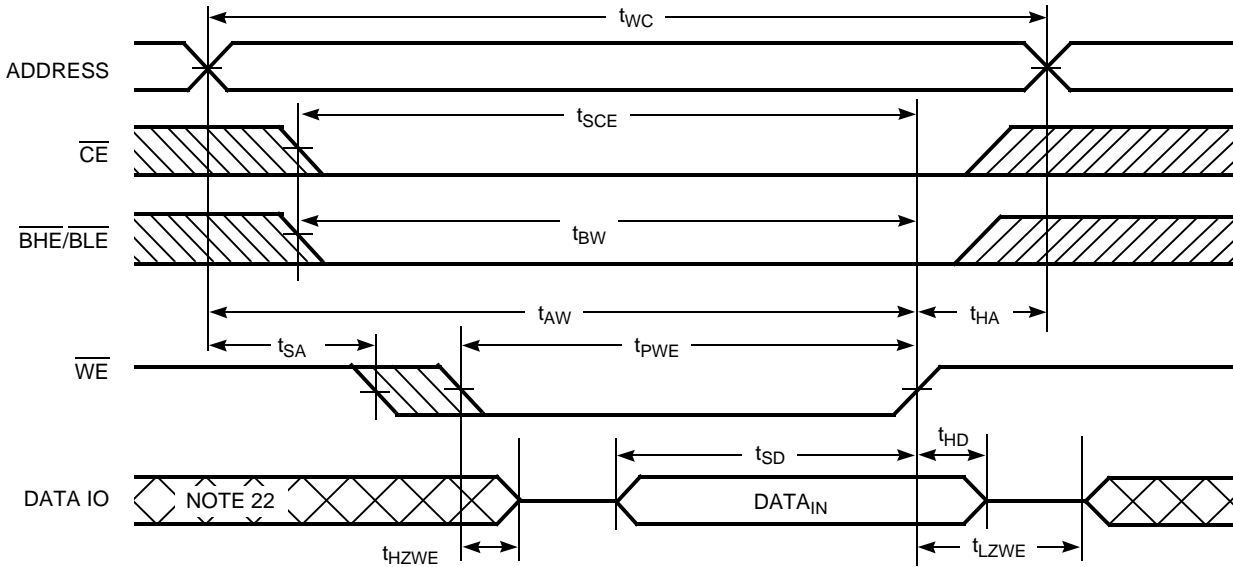 tWC
ADDRESS
tSCE
CE
BHE/BLE
tBW
tAW
tHA
tSA
tPWE
WE
tSD
tHD
DATA IO
NOTE 22
DATAIN
tHZWE
tLZWE